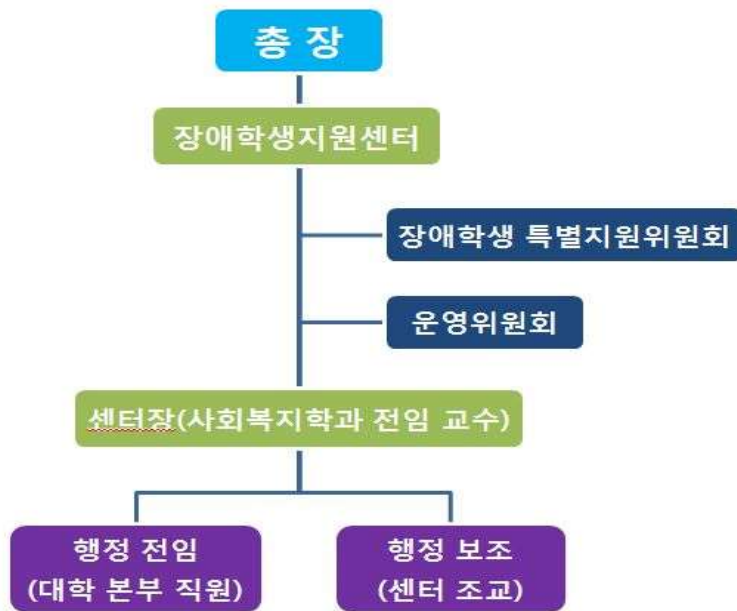 총 장
장애학생지원센터
장애학생 특별지원위원회
운영위원회
센터장(사회복지학과 전임 교수)
행정 전임
(대학 본부 직원)
행정 보조
(센터 조교)